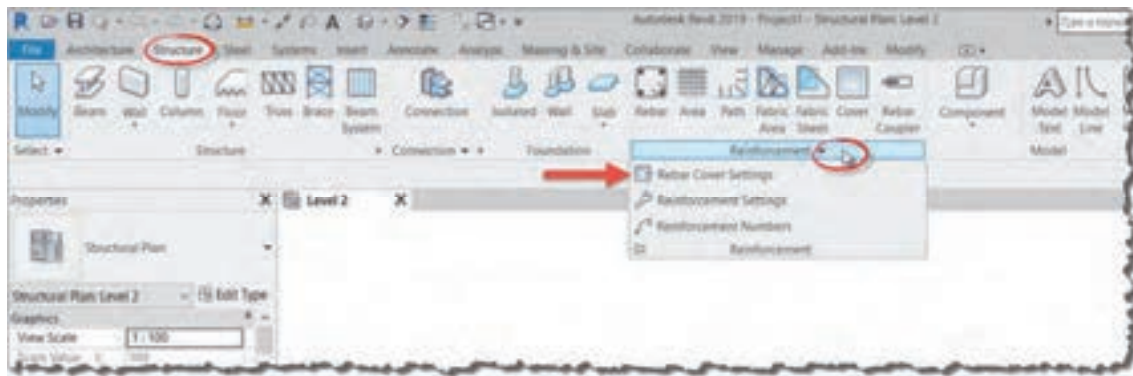 Autodesk Revit 2019 - Project1 - Structural Plan: Level 2
File Architecture Structure Steel Systems Insert Annotate Analyze Massing & Site Collaborate View Manage Add-Ins Modify
Modify Beam Wall Column Floor Truss Brace Beam System Connection Isolated Wall Slab Rebar Area Path Fabric Area Fabric Sheet Cover Rebar Coupler Component Model Text Model Line
Select Structure Connection Foundation Reinforcement Model
Rebar Cover Settings
Properties Level 2
Reinforcement Settings
Reinforcement Numbers
Structural Plan
Reinforcement
Structural Plan: Level 2 Edit Type
Graphics
View Scale 1 : 100